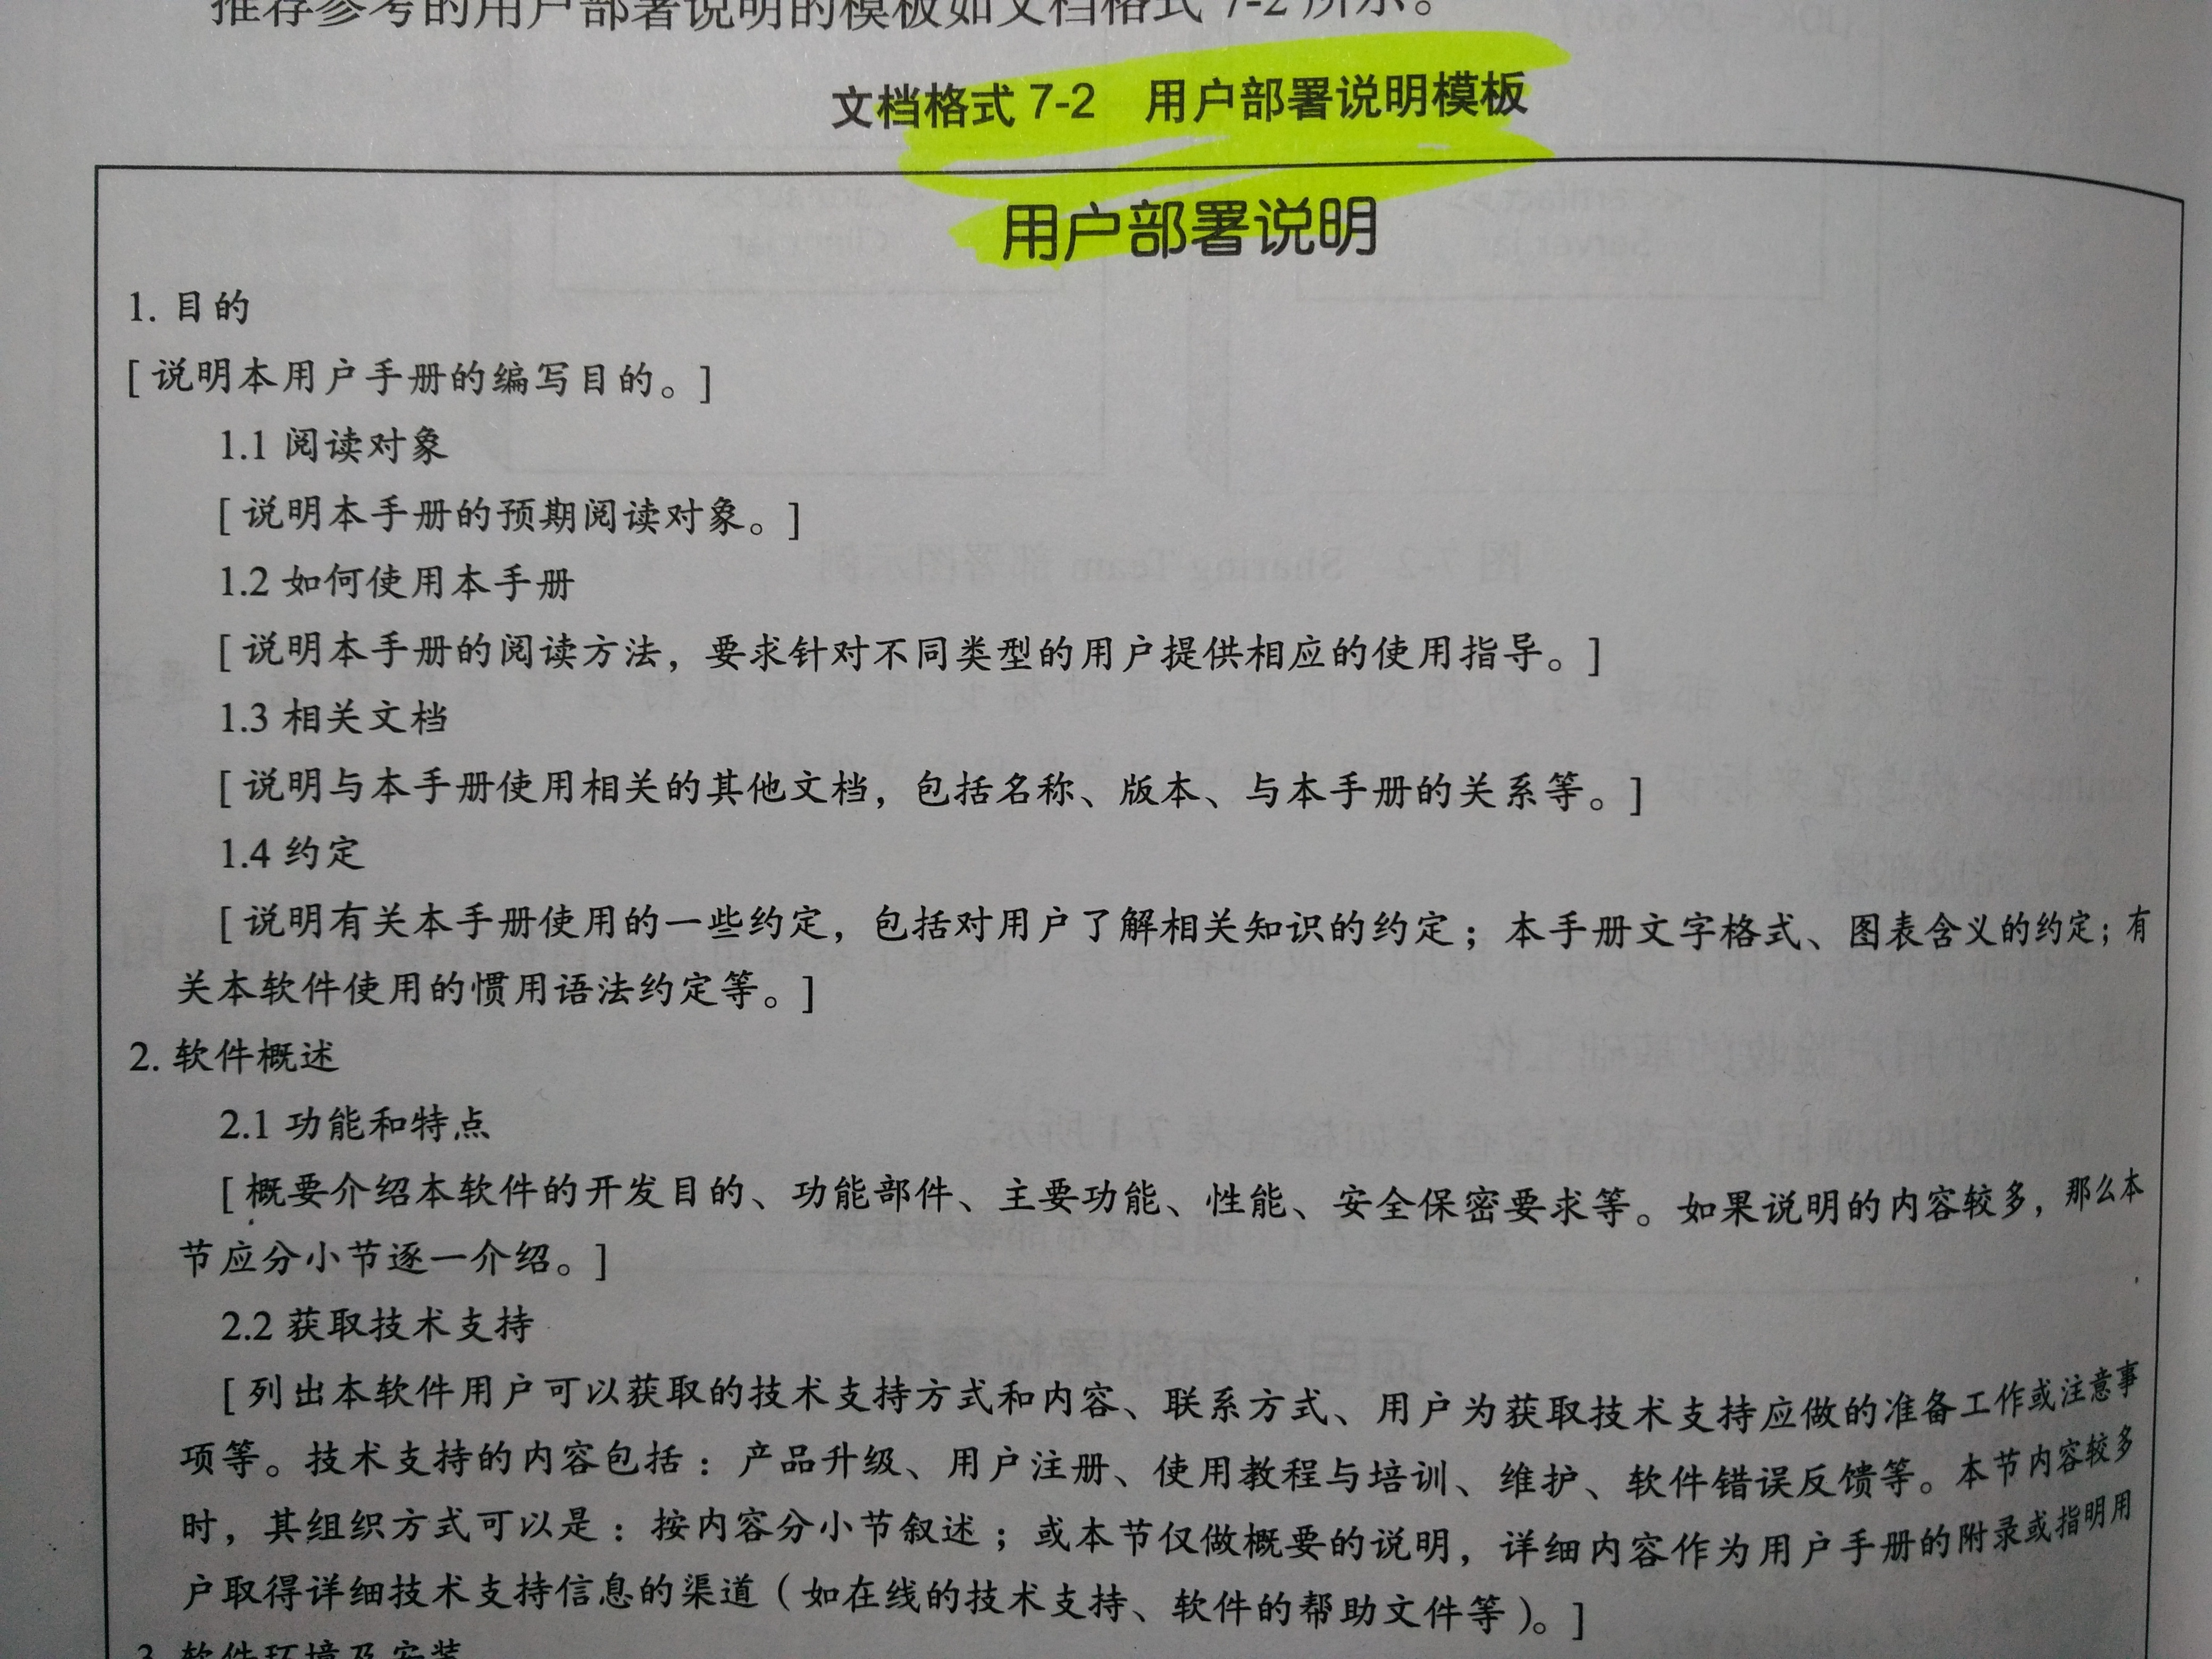 推荐参考的用户部署说明的模板如文档格式 7-2 所示。
文档格式 7-2 用户部署说明模板
用户部署说明
1. 目的
[ 说明本用户手册的编写目的。]
1.1 阅读对象
[ 说明本手册的预期阅读对象。]
1.2 如何使用本手册
[ 说明本手册的阅读方法，要求针对不同类型的用户提供相应的使用指导。]
1.3 相关文档
[ 说明与本手册使用相关的其他文档，包括名称、版本、与本手册的关系等。]
1.4 约定
[ 说明有关本手册使用的一些约定，包括对用户了解相关知识的约定；本手册文字格式、图表含义的约定；有
关本软件使用的惯用语法约定等。]
2. 软件概述
2.1 功能和特点
[ 概要介绍本软件的开发目的、功能部件、主要功能、性能、安全保密要求等。如果说明的内容较多，那么本
节应分小节逐一介绍。]
2.2 获取技术支持
[ 列出本软件用户可以获取的技术支持方式和内容、联系方式、用户为获取技术支持应做的准备工作或注意事
项等。技术支持的内容包括：产品升级、用户注册、使用教程与培训、维护、软件错误反馈等。本节内容较多
时，其组织方式可以是：按内容分小节叙述；或本节仅做概要的说明，详细内容作为用户手册的附录或指明用
户取得详细技术支持信息的渠道（如在线的技术支持、软件的帮助文件等）。]
3. 软件环境及安装